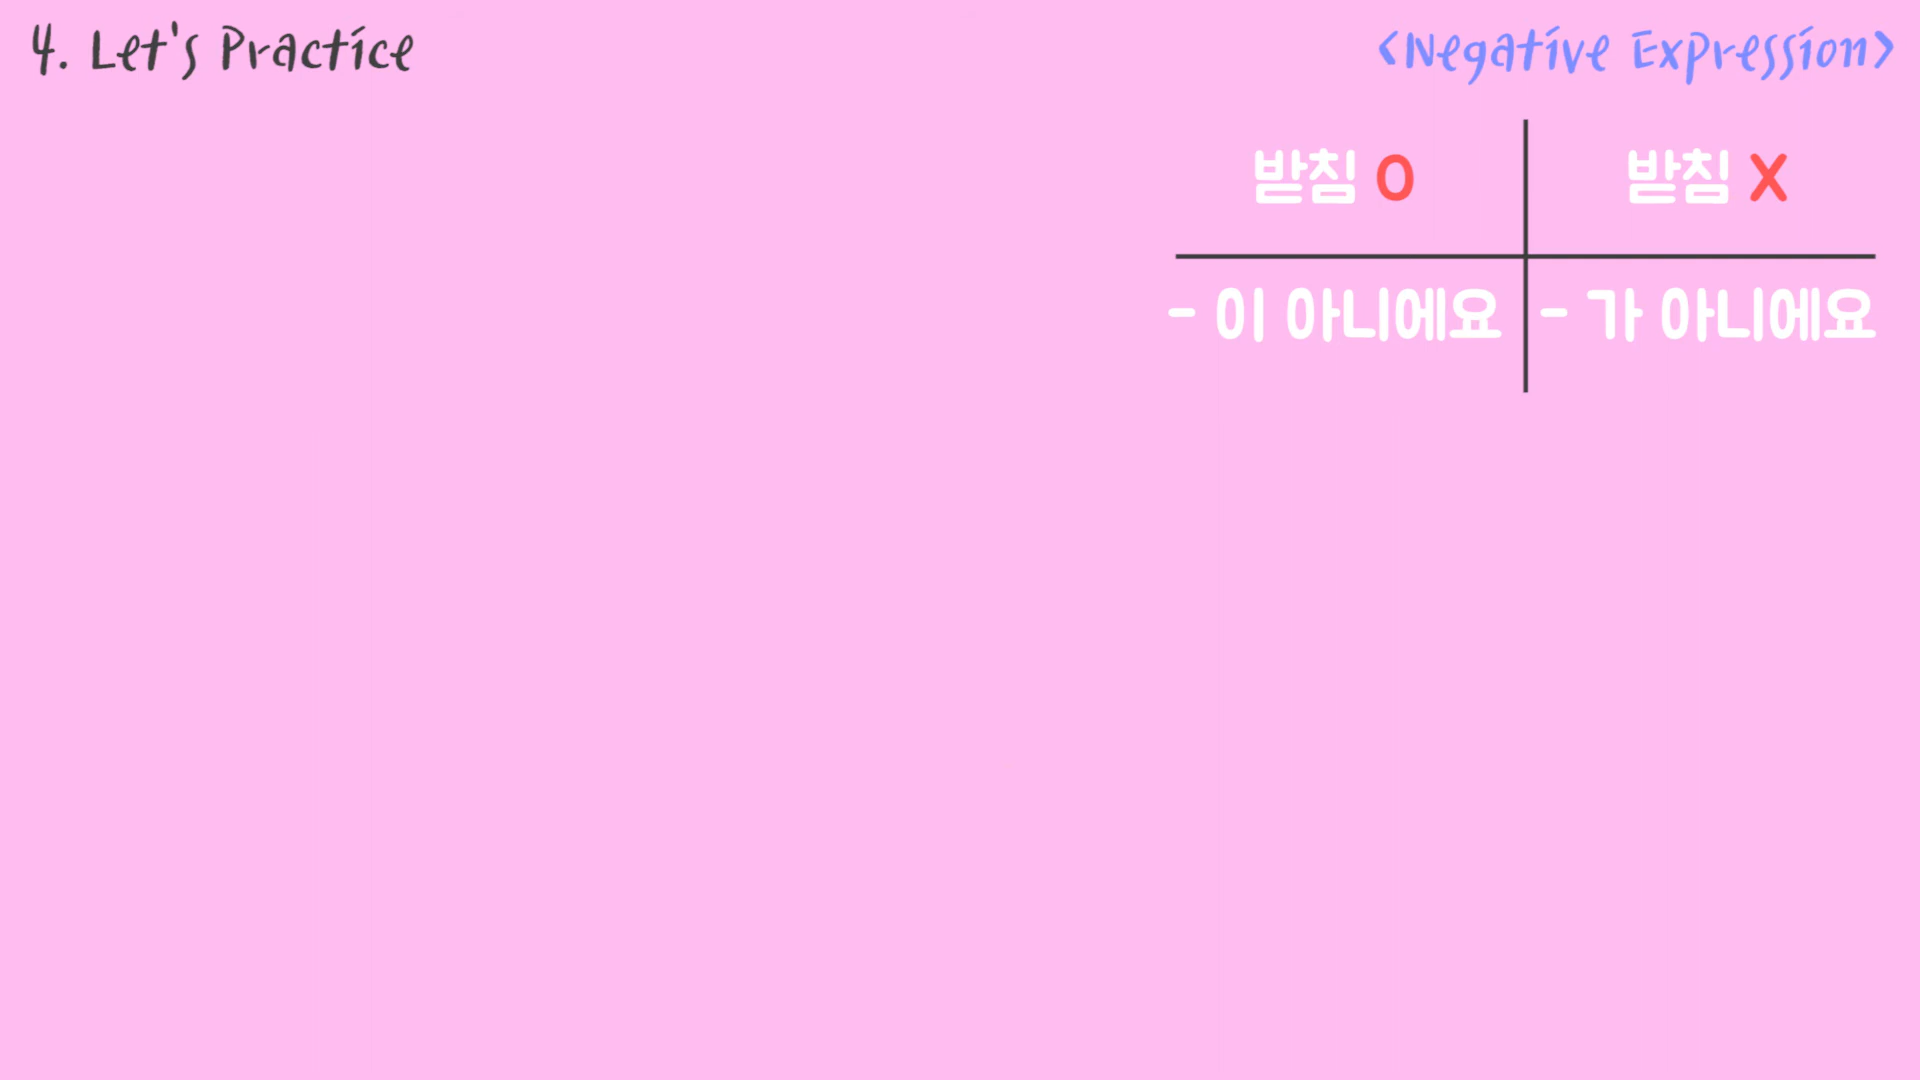 4. Let's Practice
<Negative Expression>
받침 O 받침 X
- 이 아니에요 - 가 아니에요